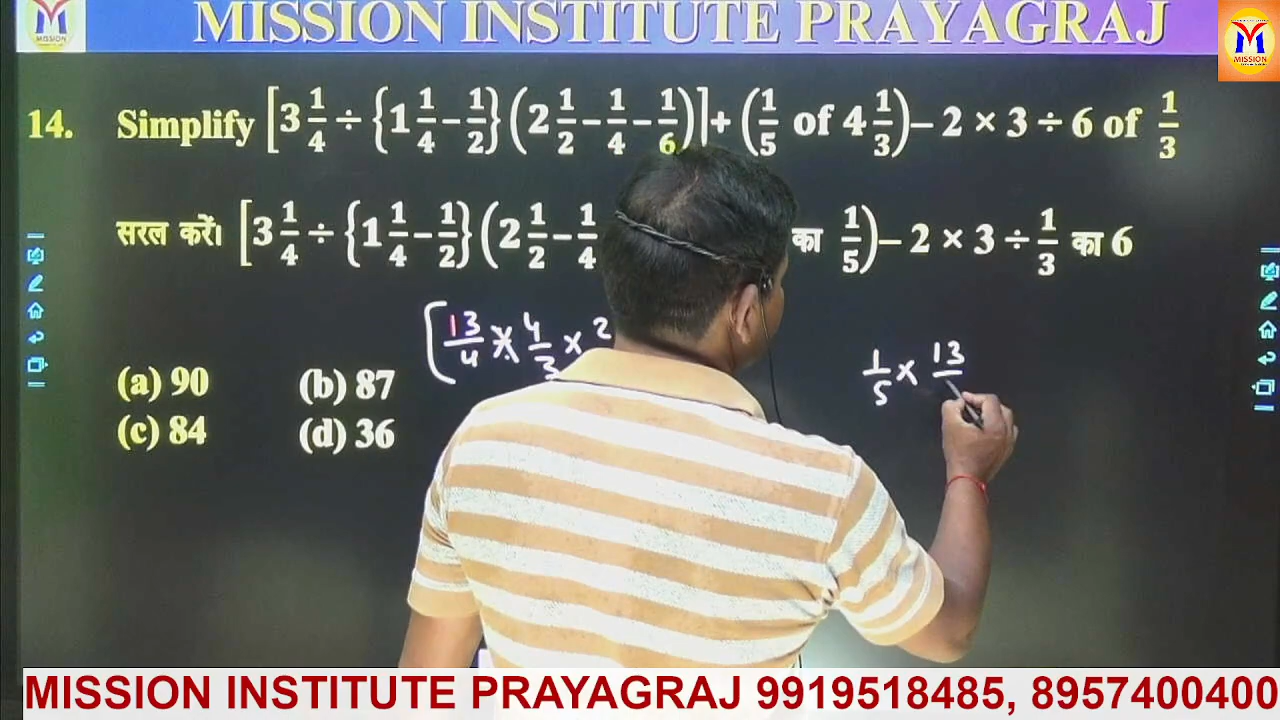 MISSION INSTITUTE PRAYAGRAJ
MISSION
MISSION
14. Simplify [3 1/4 ÷ {1 1/4 − 1/2} (2 1/2 − 1/4 − 1/6)] + (1/5 of 4 1/3) − 2 × 3 ÷ 6 of 1/3
सरल करें। [3 1/4 ÷ {1 1/4 − 1/2} (2 1/2 − 1/4 का 1/5) − 2 × 3 ÷ 1/3 का 6
[13/4 × 4/3 × 2 1/5 × 13
(a) 90 (b) 87
(c) 84 (d) 36
MISSION INSTITUTE PRAYAGRAJ 9919518485, 8957400400